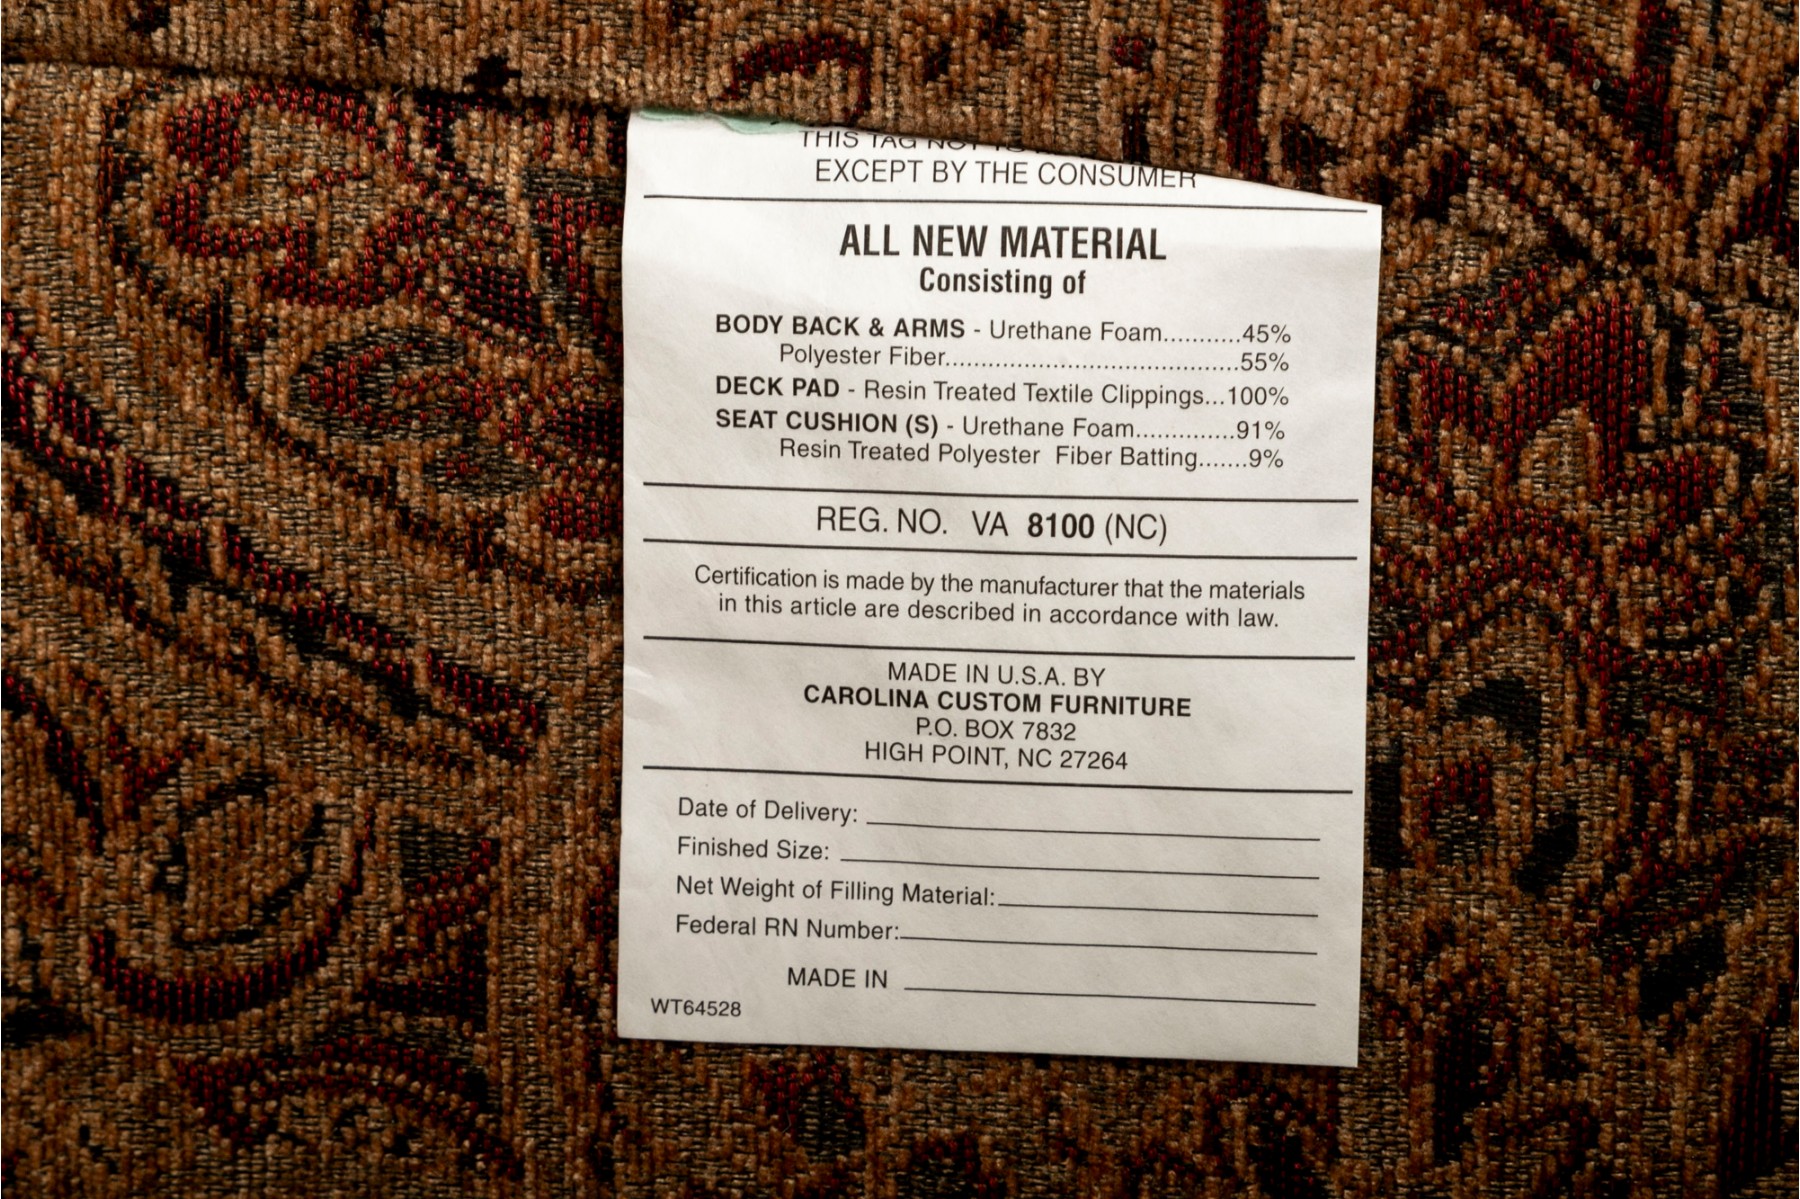 THIS TAG NOT
EXCEPT BY THE CONSUMER
ALL NEW MATERIAL
Consisting of
BODY BACK & ARMS - Urethane Foam...........45%
Polyester Fiber..........................................55%
DECK PAD - Resin Treated Textile Clippings...100%
SEAT CUSHION (S) - Urethane Foam..............91%
Resin Treated Polyester Fiber Batting.......9%
REG. NO. VA 8100 (NC)
Certification is made by the manufacturer that the materials
in this article are described in accordance with law.
MADE IN U.S.A. BY
CAROLINA CUSTOM FURNITURE
P.O. BOX 7832
HIGH POINT, NC 27264
Date of Delivery:
Finished Size:
Net Weight of Filling Material:
Federal RN Number:
MADE IN
WT64528